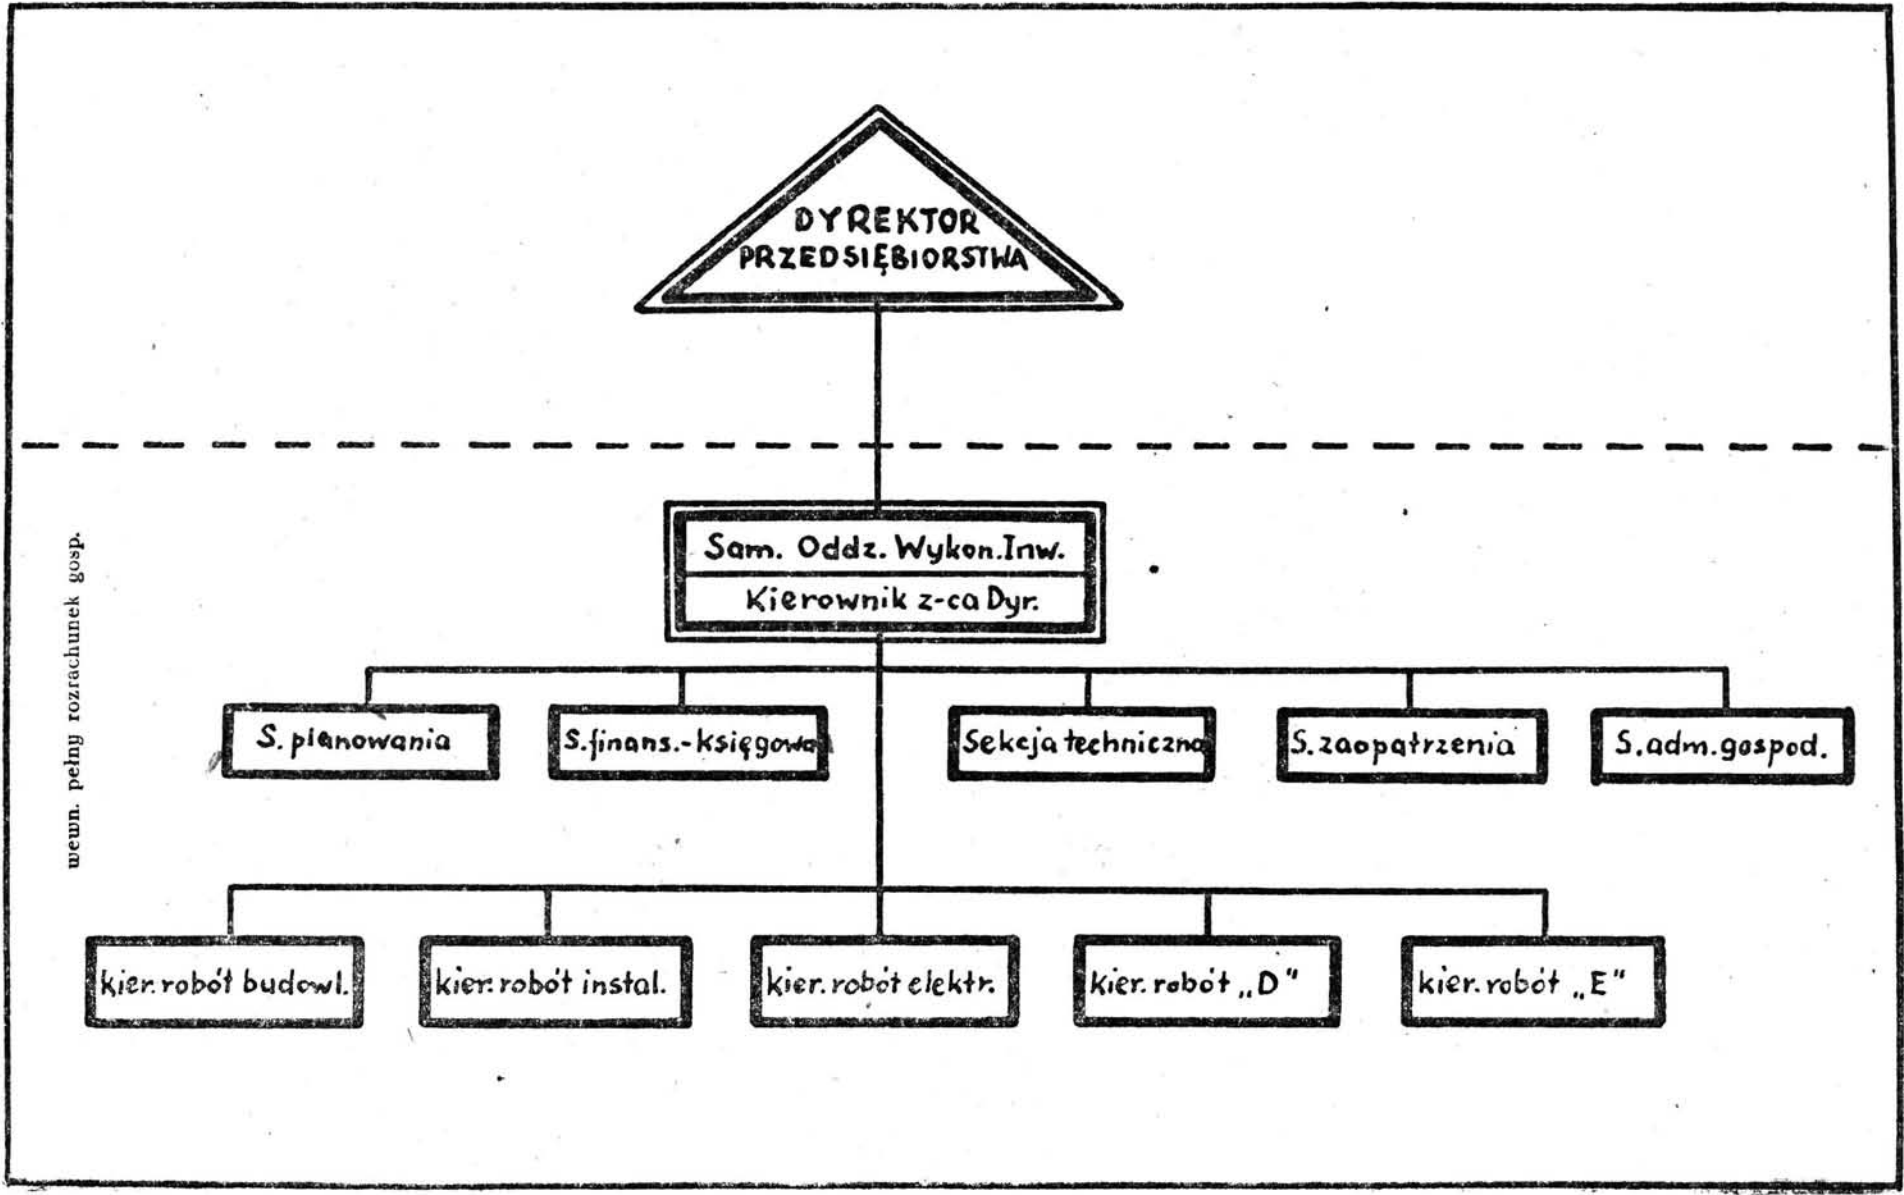 DYREKTOR
PRZEDSIĘBIORSTWA
wewn. pełny rozrachunek gosp.
Sam. Oddz. Wykon. Inw.
Kierownik z-ca Dyr.
S. planowania
S. finans.-księgowa
Sekcja techniczna
S. zaopatrzenia
S. adm. gospod.
kier. robót budowl.
kier. robót instal.
kier. robót elektr.
kier. robót „D"
kier. robót „E"